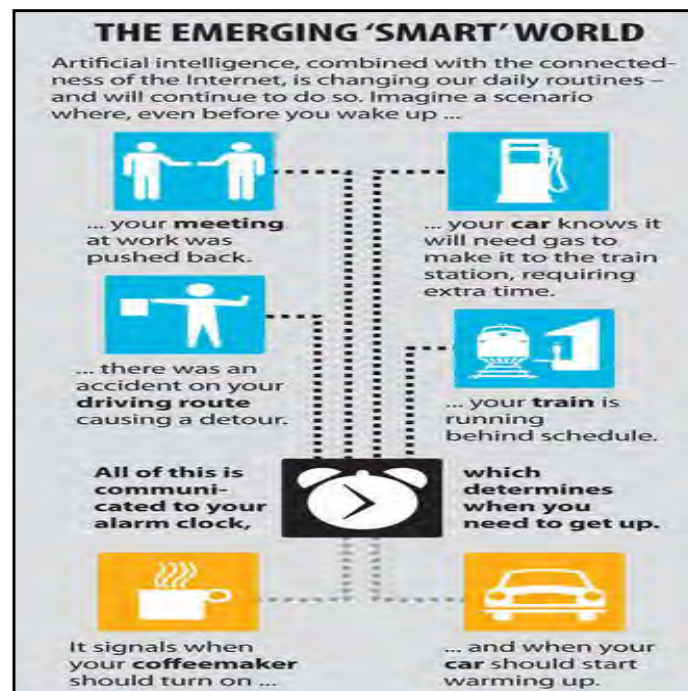 THE EMERGING ‘SMART’ WORLD
Artificial intelligence, combined with the connected-
ness of the Internet, is changing our daily routines –
and will continue to do so. Imagine a scenario
where, even before you wake up ...
... your meeting
at work was
pushed back.
... your car knows it
will need gas to
make it to the train
station, requiring
extra time.
... there was an
accident on your
driving route
causing a detour.
... your train is
running
behind schedule.
All of this is
communi-
cated to your
alarm clock,
which
determines
when you
need to get up.
It signals when
your coffeemaker
should turn on ...
... and when your
car should start
warming up.